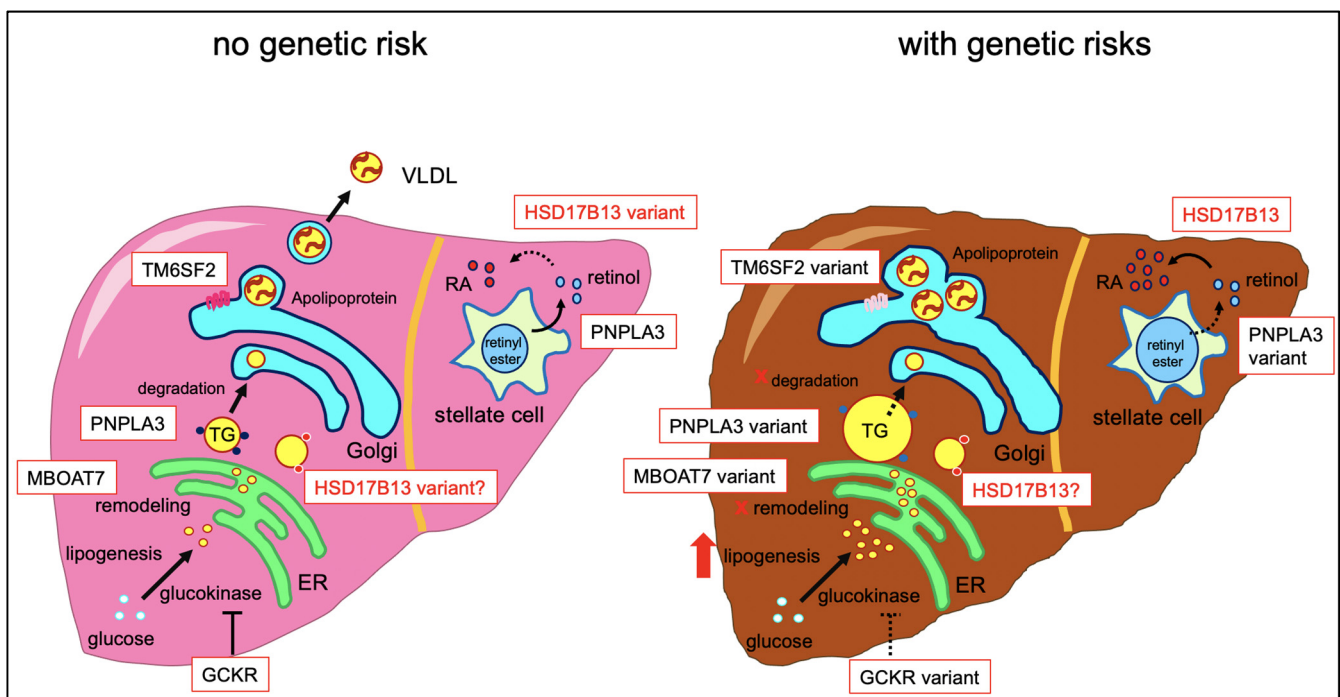 no genetic risk
VLDL
HSD17B13 variant
TM6SF2
Apolipoprotein
RA
retinol
PNPLA3
retinyl
ester
degradation
stellate cell
PNPLA3
TG
Golgi
MBOAT7
HSD17B13 variant?
remodeling
lipogenesis
ER
glucokinase
glucose
GCKR
with genetic risks
HSD17B13
TM6SF2 variant
Apolipoprotein
RA
retinol
PNPLA3
variant
retinyl
ester
x degradation
stellate cell
PNPLA3 variant
TG
Golgi
MBOAT7 variant
HSD17B13?
x remodeling
lipogenesis
ER
glucokinase
glucose
GCKR variant